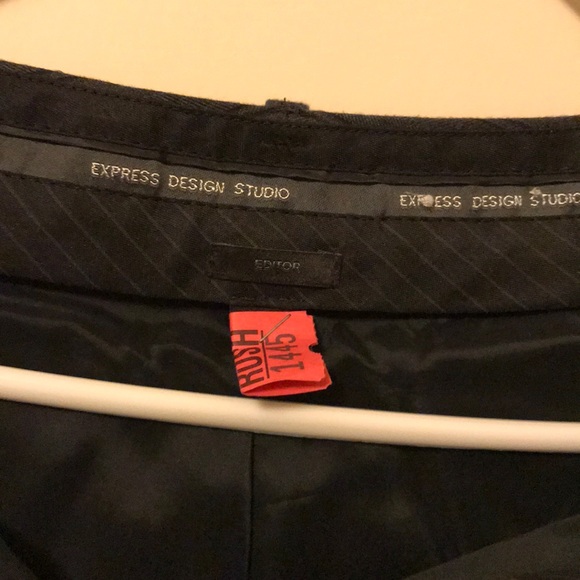 EXPRESS DESIGN STUDIO
EXPRESS DESIGN STUDIO
EDITOR
RUSH
1445